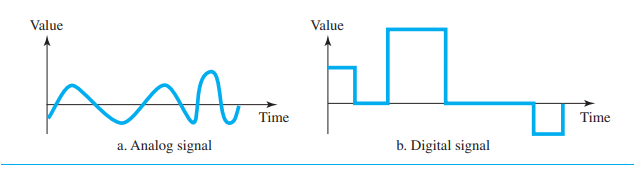 Value
Time
a. Analog signal
Value
Time
b. Digital signal